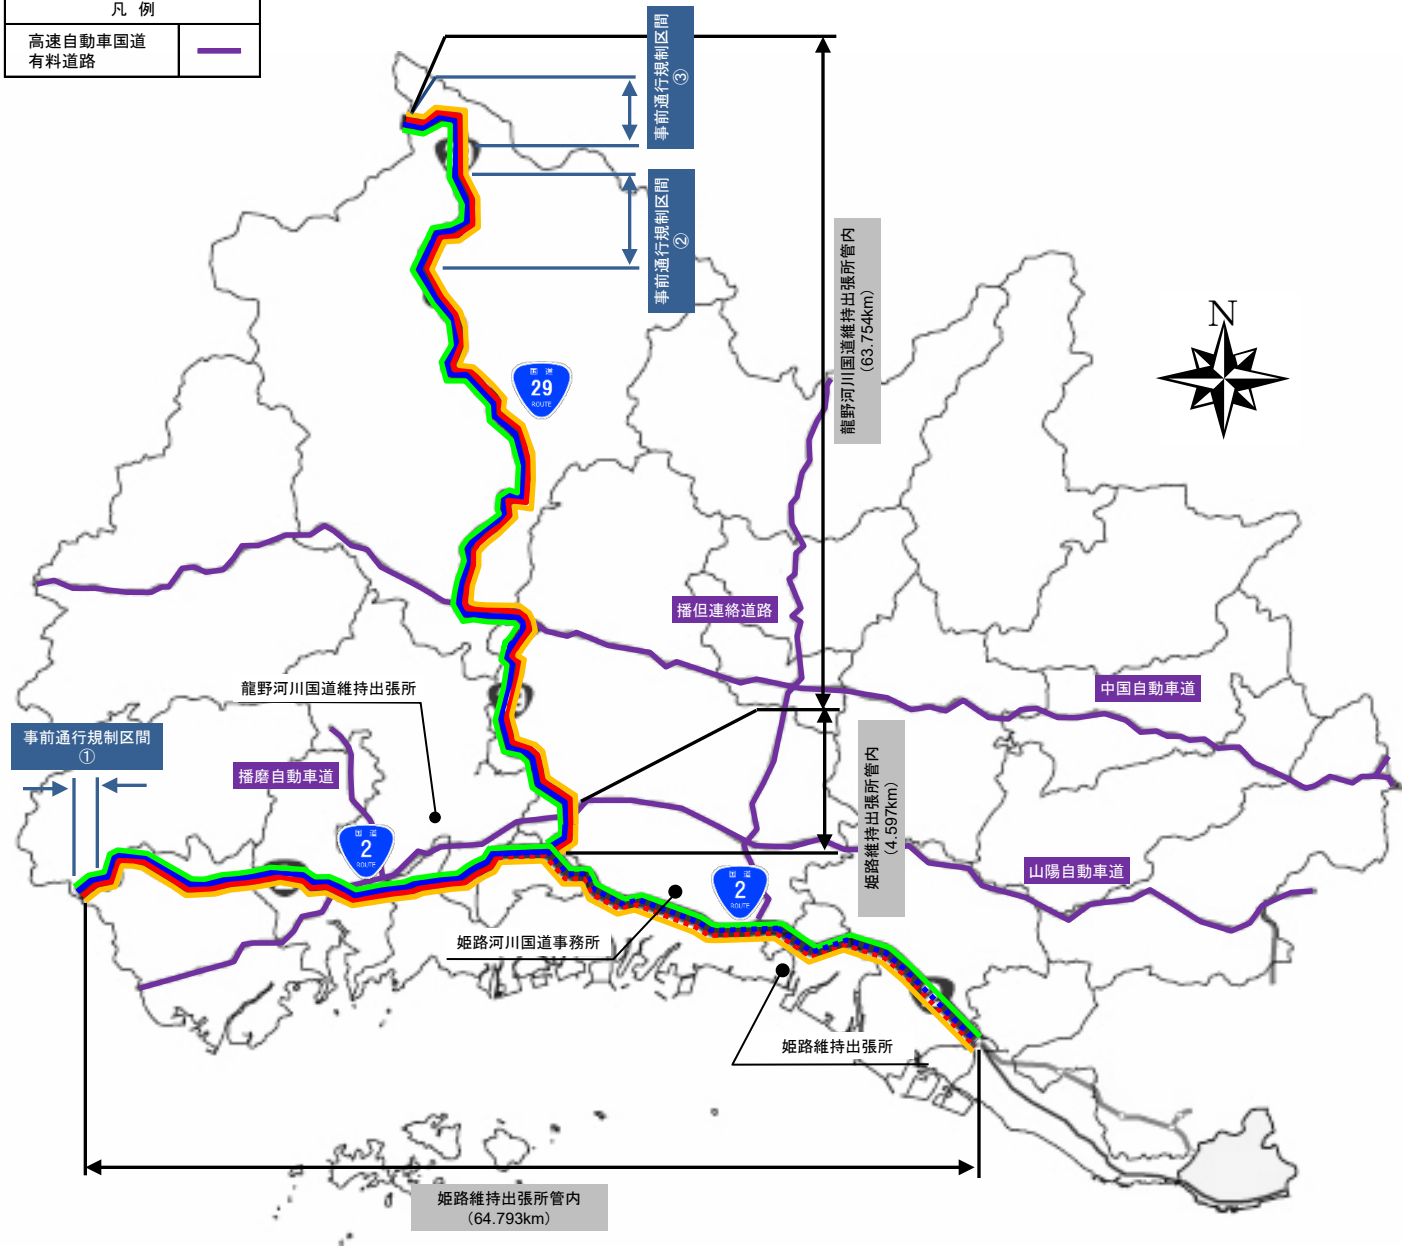 凡 例
高速自動車国道
有料道路
事前通行規制区間
③
事前通行規制区間
②
龍野河川国道維持出張所管内
（63.754km）
N
国 道
29
ROUTE
播但連絡道路
中国自動車道
龍野河川国道維持出張所
事前通行規制区間
①
播磨自動車道
国 道
2
ROUTE
姫路維持出張所管内
（4.597km）
山陽自動車道
国 道
2
ROUTE
姫路河川国道事務所
姫路維持出張所
姫路維持出張所管内
（64.793km）